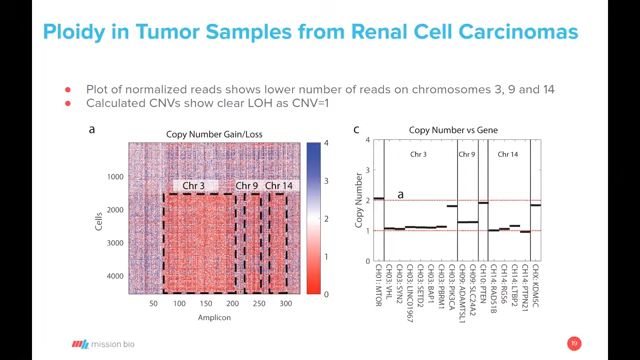 Ploidy in Tumor Samples from Renal Cell Carcinomas
● Plot of normalized reads shows lower number of reads on chromosomes 3, 9 and 14
● Calculated CNVs show clear LOH as CNV=1
a
Copy Number Gain/Loss
Chr 3
Chr 9
Chr 14
1000
2000
3000
4000
Cells
50 100 150 200 250 300
Amplicon
4
3
2
1
0
c
Copy Number vs Gene
Chr 3
Chr 9
Chr 14
a
4
3
2
1
0
Copy Number
CH01: MTOR
CH03: VHL
CH03: SYN2
CH03: LINC01967
CH03: SETD2
CH03: BAP1
CH03: PBRM1
CH03: PIK3CA
CH09: ADAMTSL1
CH09: SLC24A2
CH10: PTEN
CH14: RAD51B
CH14: RGS6
CH14: LTBP2
CH14: PTPN21
CHX: KDM5C
mission bio
19